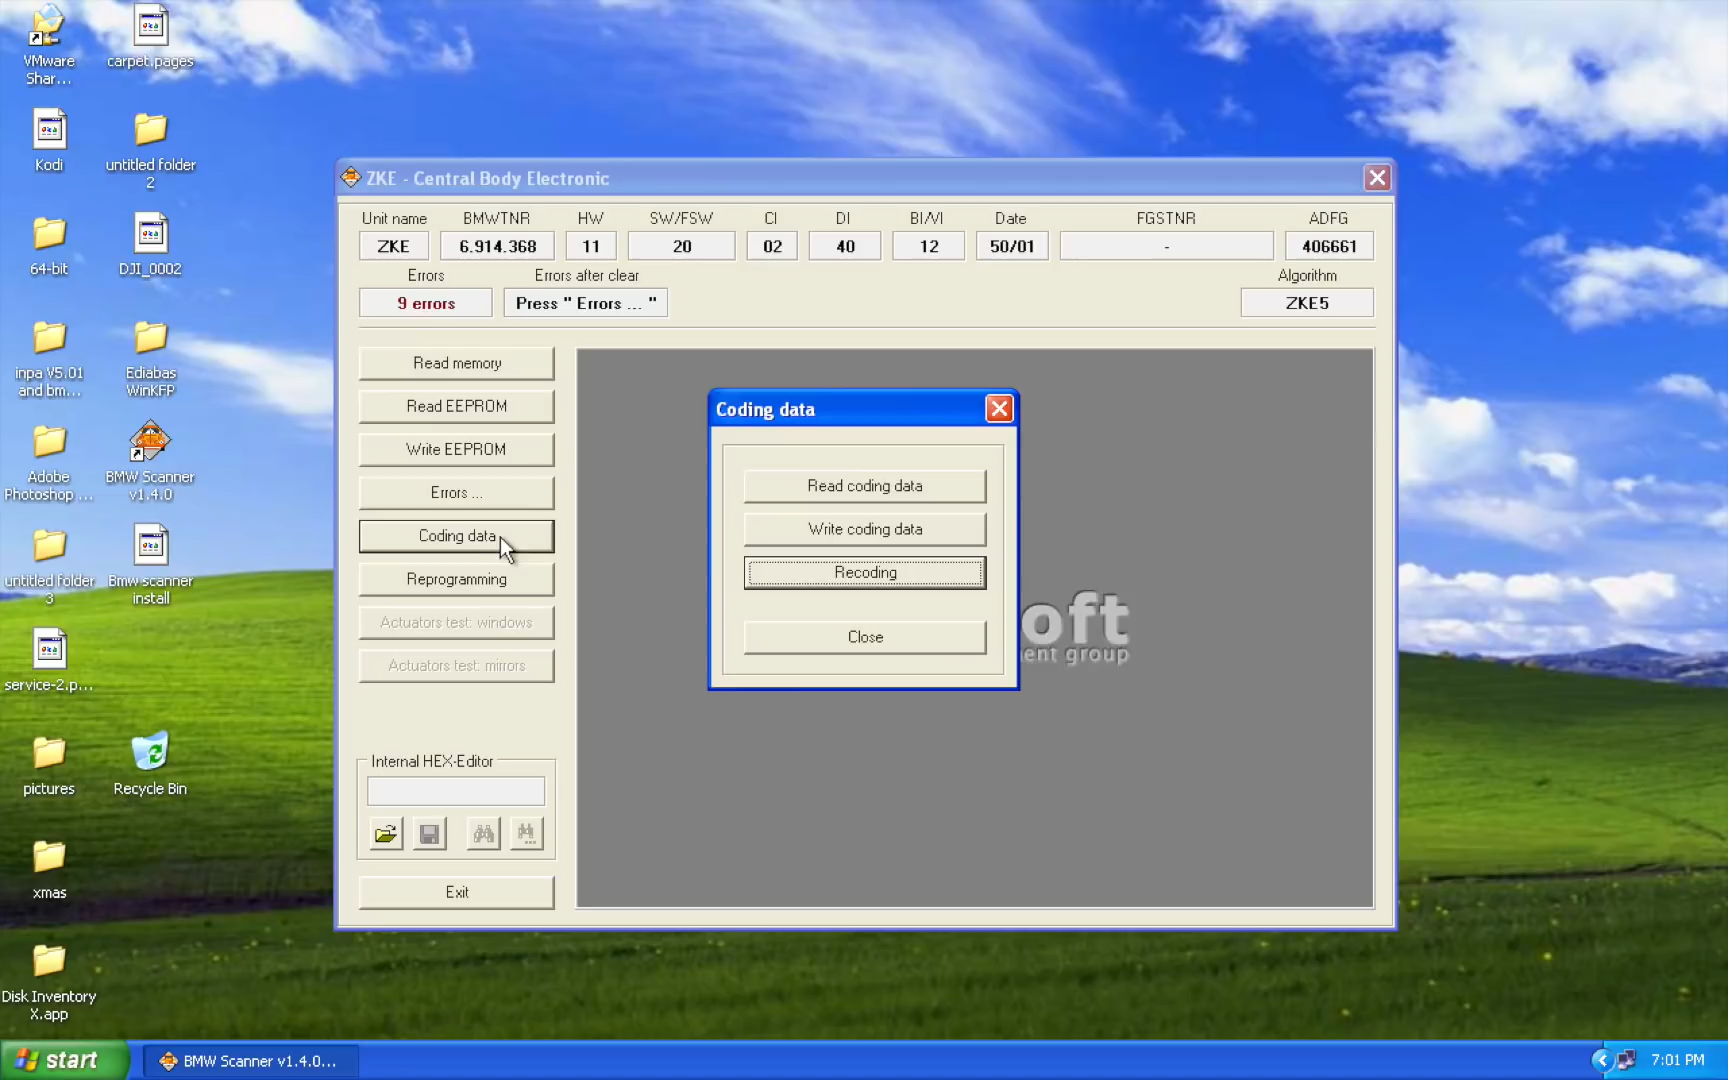 VMware
Shar...
carpet.pages
Kodi
untitled folder
2
64-bit
DJI_0002
inpa V5.01
and bm...
Ediabas
WinKFP
Adobe
Photoshop ...
BMW Scanner
v1.4.0
untitled folder
3
Bmw scanner
install
service-2.p...
pictures
Recycle Bin
xmas
Disk Inventory
X.app
ZKE - Central Body Electronic
Unit name BMWTNR HW SW/FSW CI DI BI/VI Date FGSTNR ADFG
ZKE 6.914.368 11 20 02 40 12 50/01 - 406661
Errors Errors after clear Algorithm
9 errors Press " Errors ... " ZKE5
Read memory
Read EEPROM
Write EEPROM
Errors ...
Coding data
Reprogramming
Actuators test: windows
Actuators test: mirrors
Internal HEX-Editor
Exit
Coding data
Read coding data
Write coding data
Recoding
Close
oft
ent group
start
BMW Scanner v1.4.0...
7:01 PM